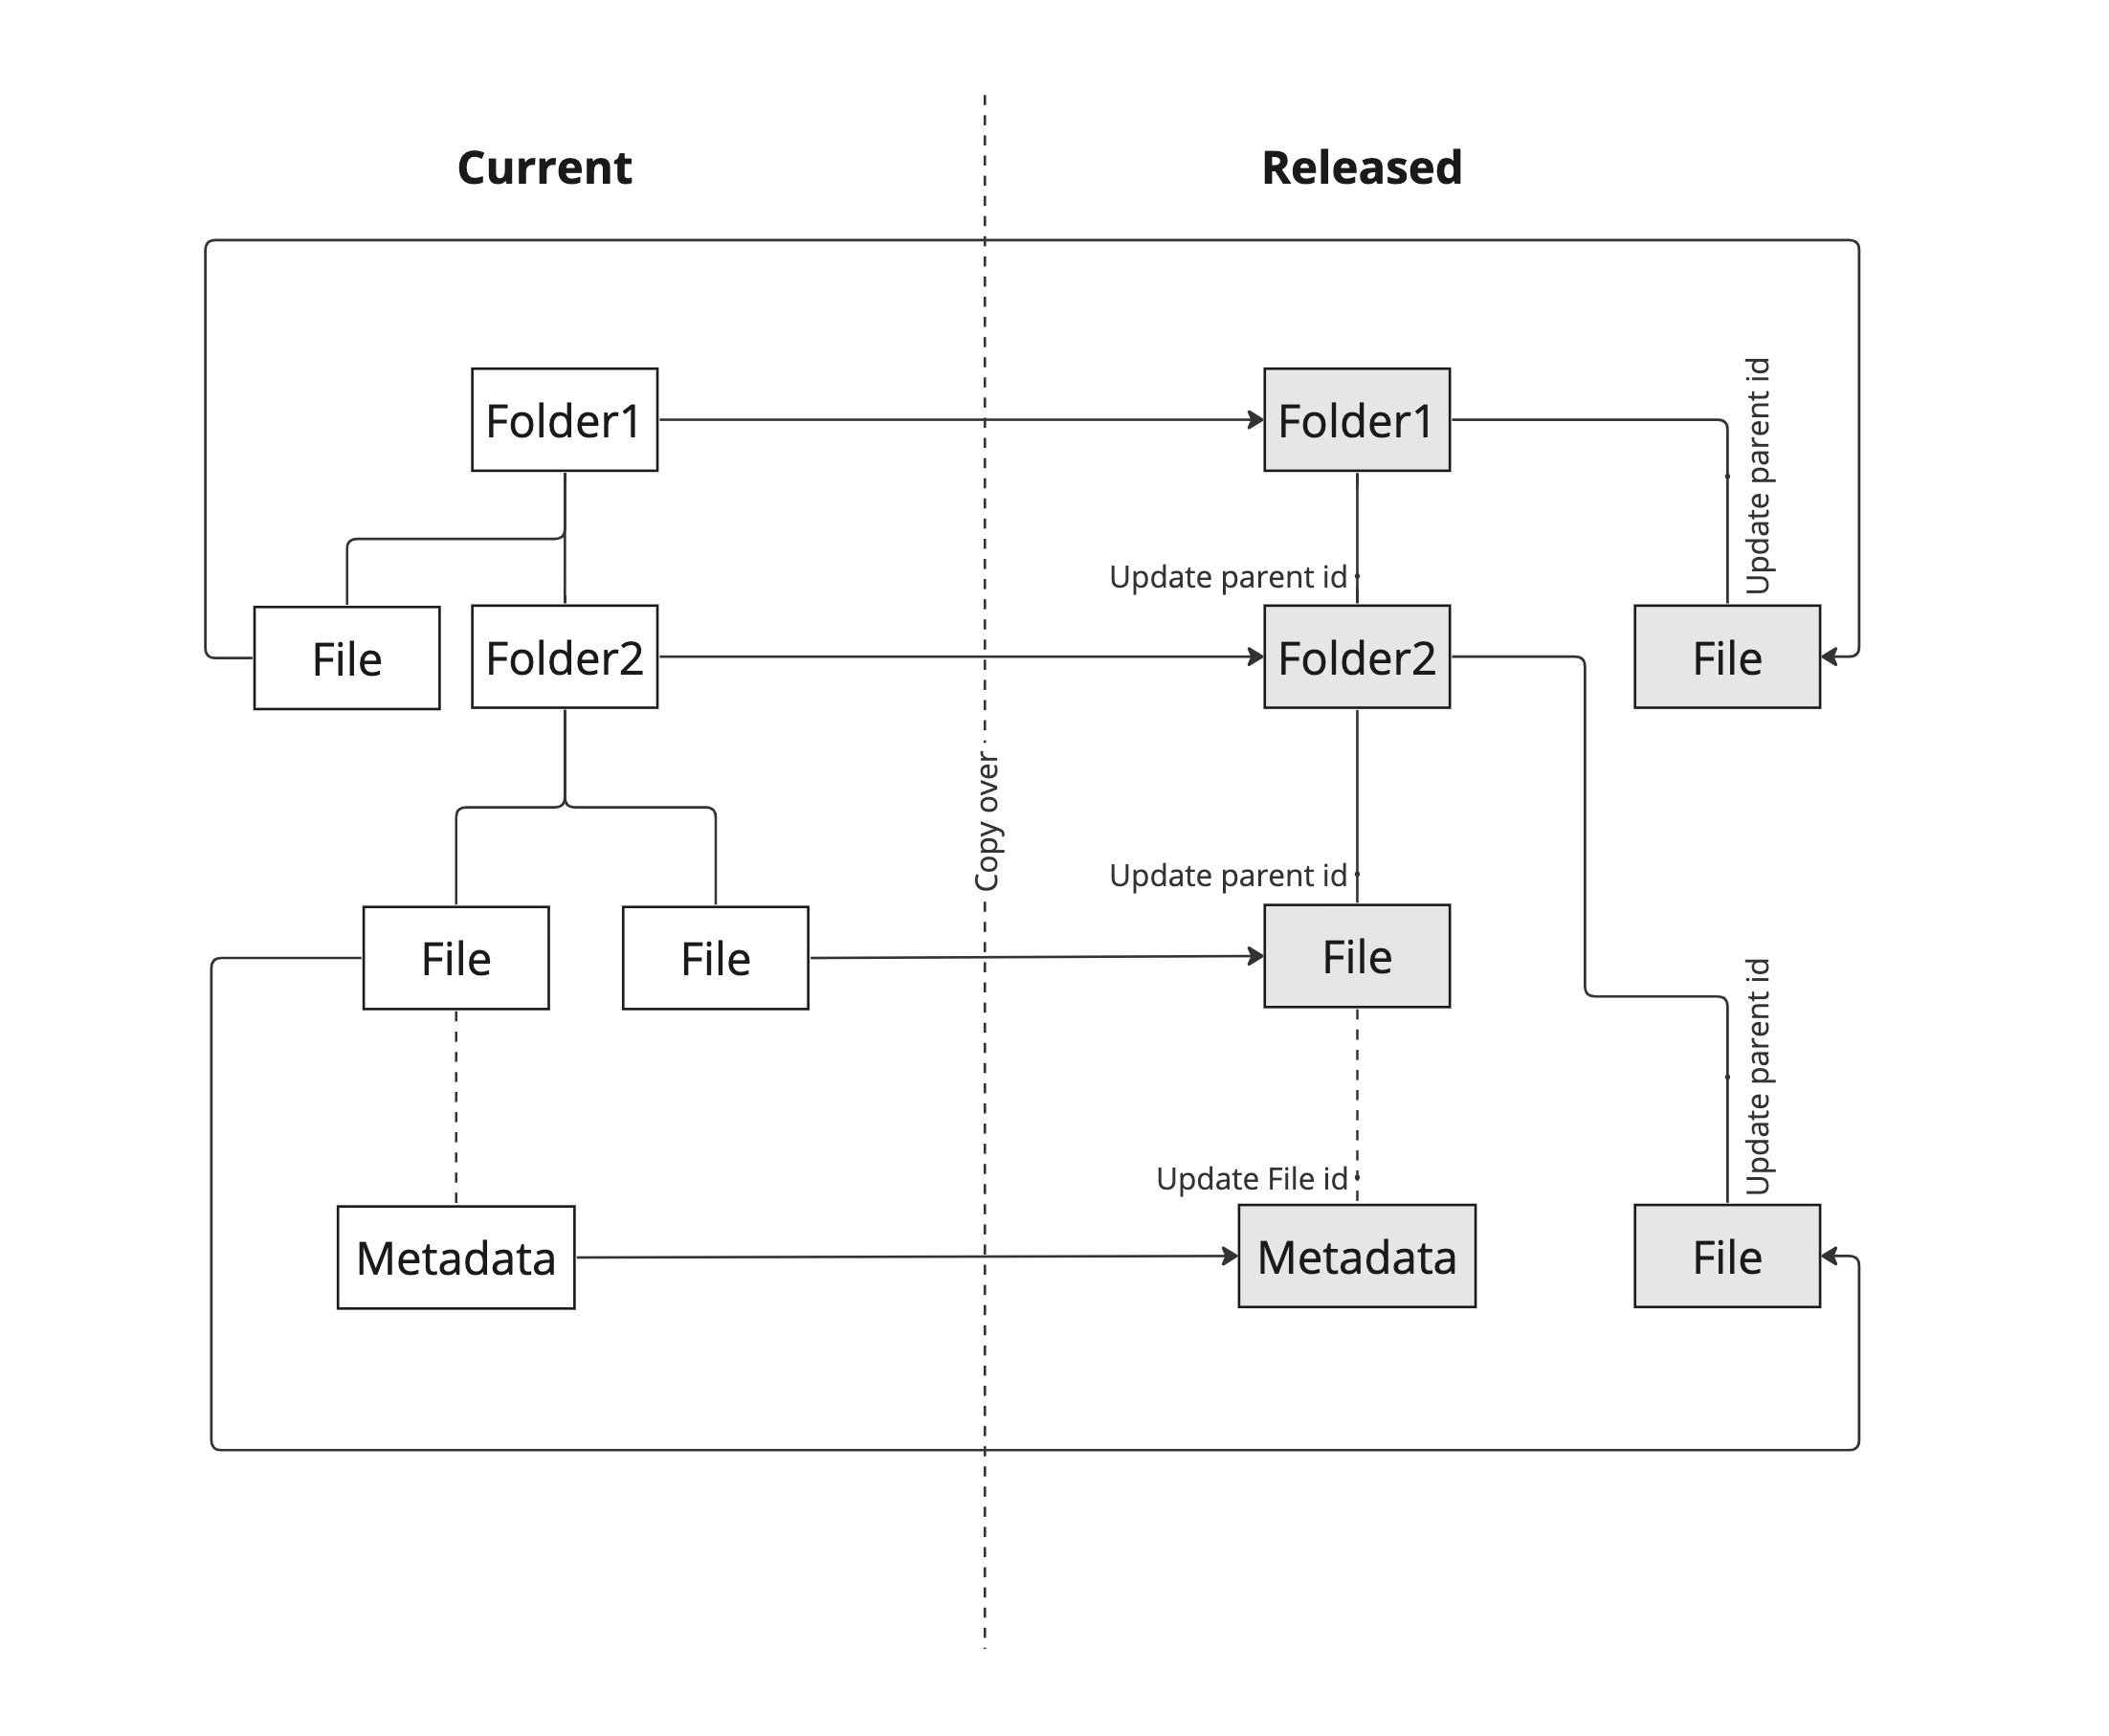 Current
Released
Folder1
Folder1
Update parent id
Update parent id
File
Folder2
Folder2
File
Copy over
Update parent id
File
File
File
Update parent id
Update File id
Metadata
Metadata
File